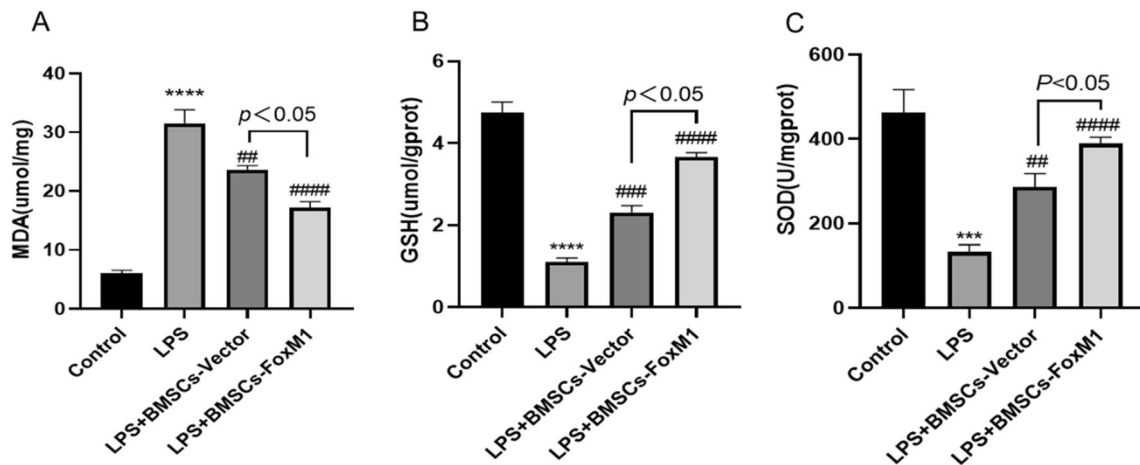 A
MDA(umol/mg)
40
30
20
10
0
****
##
####
p<0.05
Control
LPS
LPS+BMSCs-Vector
LPS+BMSCs-FoxM1
B
GSH(umol/gprot)
6
4
2
0
****
###
####
p<0.05
Control
LPS
LPS+BMSCs-Vector
LPS+BMSCs-FoxM1
C
SOD(U/mgprot)
600
400
200
0
***
##
####
P<0.05
Control
LPS
LPS+BMSCs-Vector
LPS+BMSCs-FoxM1